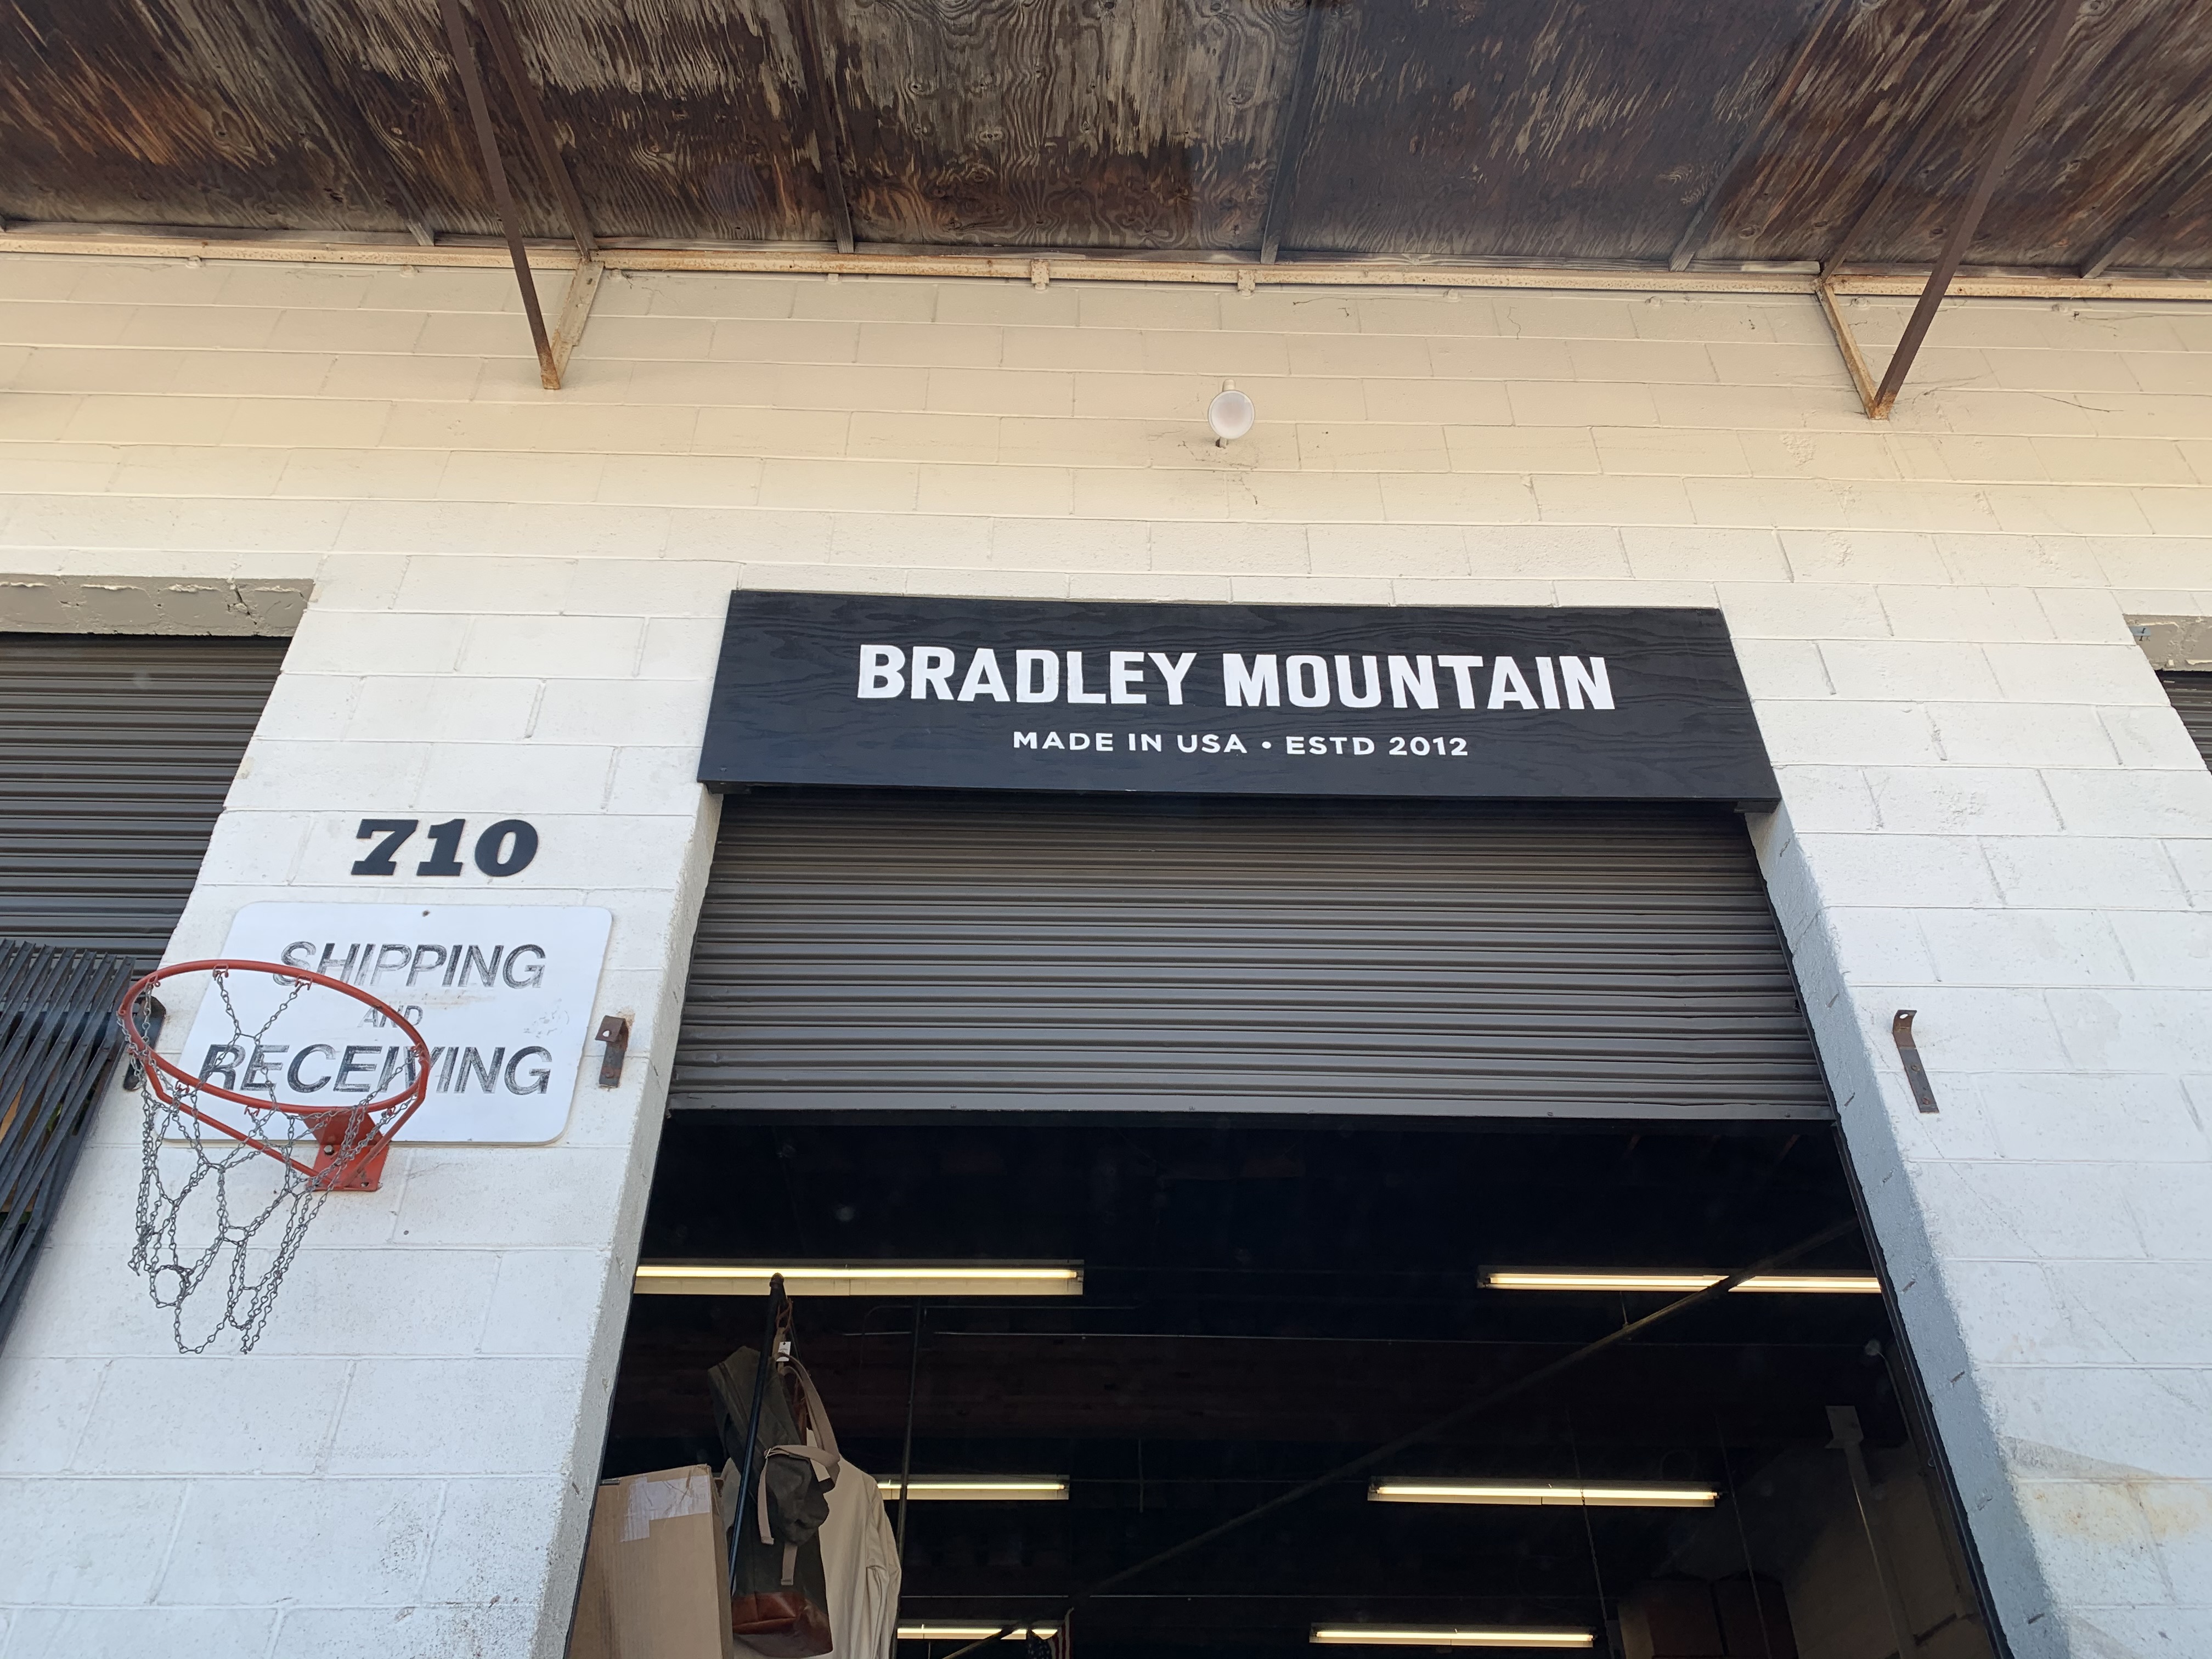 BRADLEY MOUNTAIN
MADE IN USA • ESTD 2012
710
SHIPPING
AND
RECEIVING